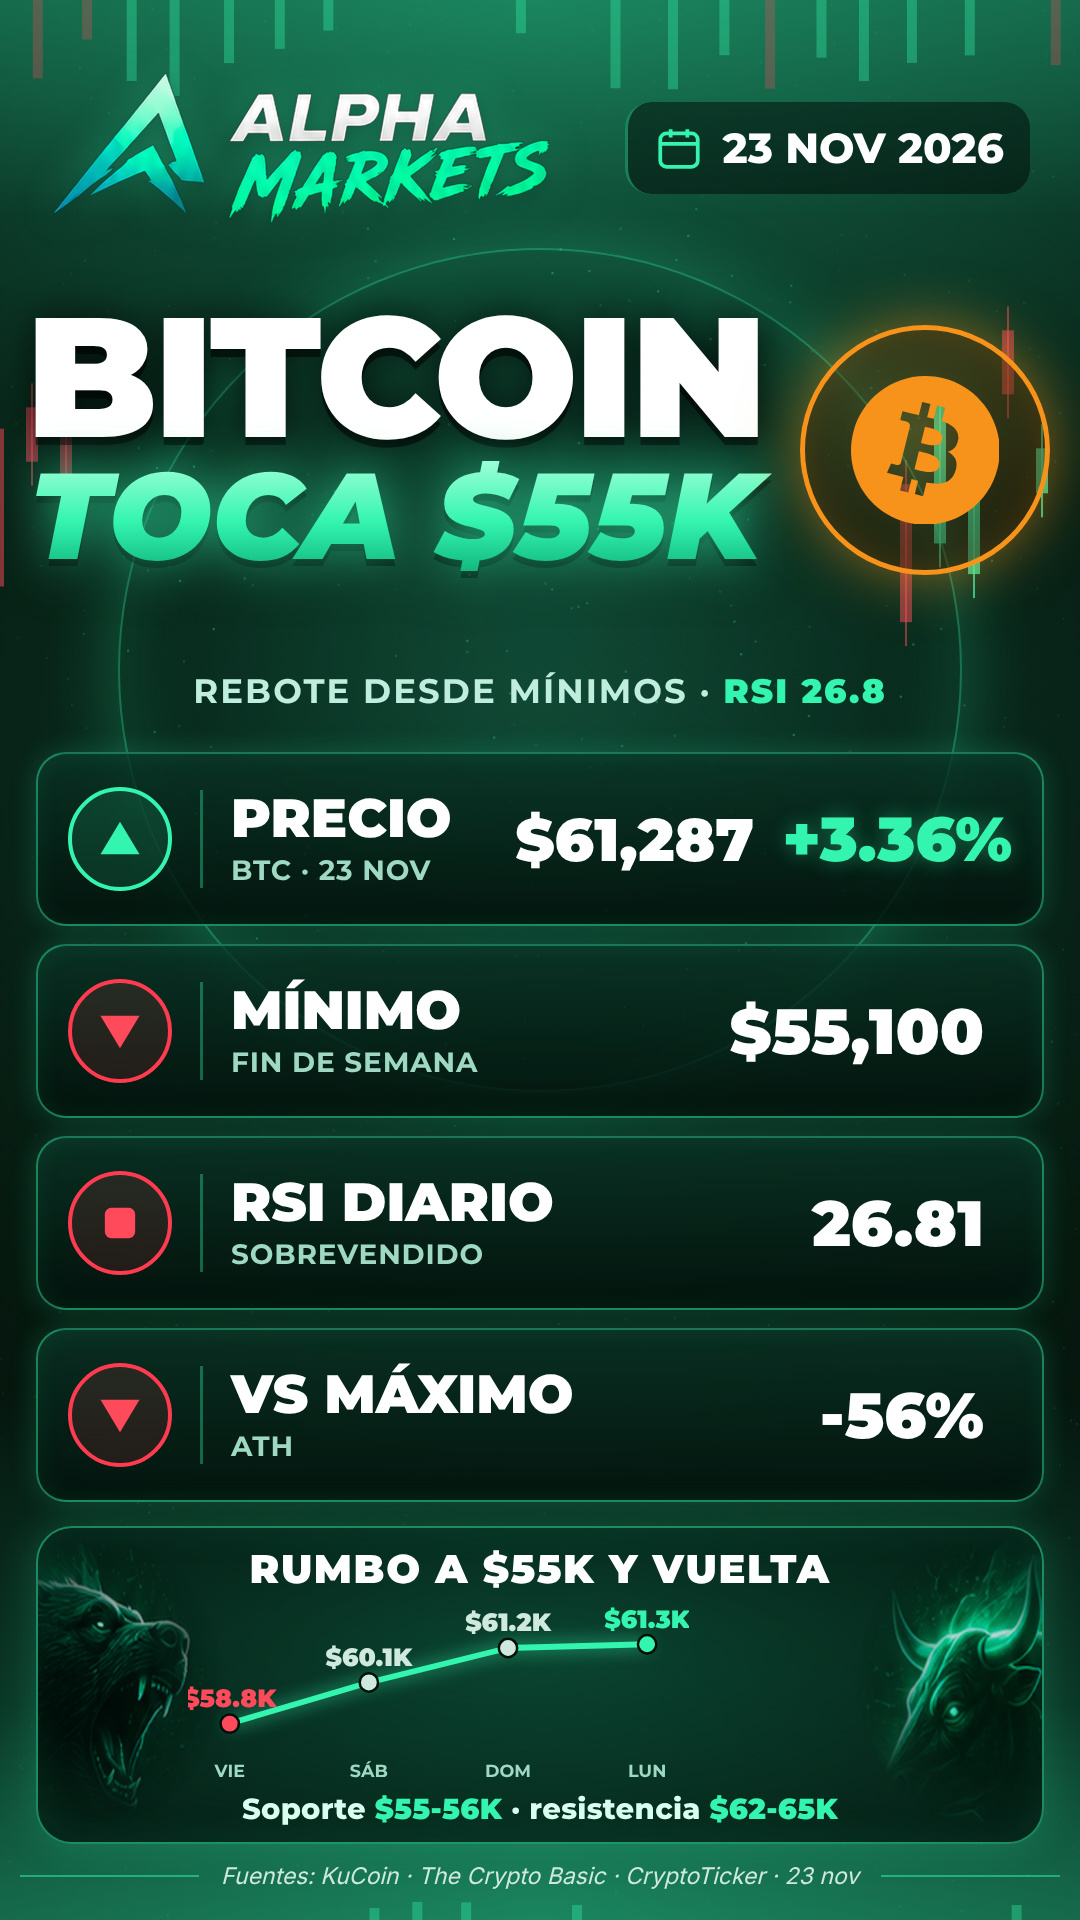 ALPHA
MARKETS
23 NOV 2026
BITCOIN
TOCA $55K
REBOTE DESDE MÍNIMOS · RSI 26.8
PRECIO
BTC · 23 NOV
$61,287 +3.36%
MÍNIMO
FIN DE SEMANA
$55,100
RSI DIARIO
SOBREVENDIDO
26.81
VS MÁXIMO
ATH
-56%
RUMBO A $55K Y VUELTA
$58.8K
$60.1K
$61.2K
$61.3K
VIE SÁB DOM LUN
Soporte $55-56K · resistencia $62-65K
Fuentes: KuCoin · The Crypto Basic · CryptoTicker · 23 nov